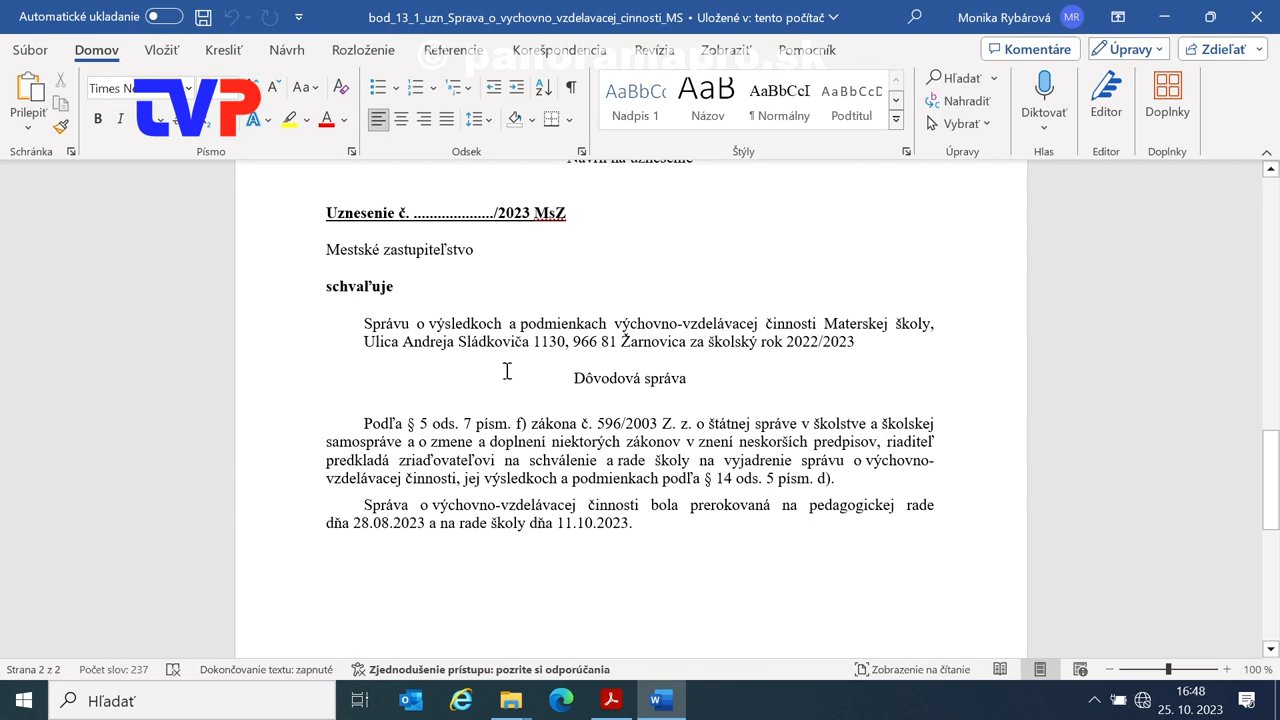 Automatické ukladanie
bod_13_1_uzn_Sprava_o_vychovno_vzdelavacej_cinnosti_MS • Uložené v: tento počítač
Monika Rybárová
MR
Súbor Domov Vložiť Kresliť Návrh Rozloženie Referencie Korešpondencia Revízia Zobraziť Pomocník
Komentáre Úpravy Zdieľať
© panoramapro.sk
TVP
Prilepiť
Times N
B I
AaBbCc AaB AaBbCcI AaBbCcD
Nadpis 1 Názov ¶ Normálny Podtitul
Hľadať
Nahradiť
Vybrať
Diktovať Editor Doplnky
Schránka Písmo Odsek Štýly Úpravy Hlas Editor Doplnky
Návrh na uznesenie
Uznesenie č. ..................../2023 MsZ
Mestské zastupiteľstvo
schvaľuje
Správu o výsledkoch a podmienkach výchovno-vzdelávacej činnosti Materskej školy,
Ulica Andreja Sládkoviča 1130, 966 81 Žarnovica za školský rok 2022/2023
Dôvodová správa
Podľa § 5 ods. 7 písm. f) zákona č. 596/2003 Z. z. o štátnej správe v školstve a školskej
samospráve a o zmene a doplnení niektorých zákonov v znení neskorších predpisov, riaditeľ
predkladá zriaďovateľovi na schválenie a rade školy na vyjadrenie správu o výchovno-
vzdelávacej činnosti, jej výsledkoch a podmienkach podľa § 14 ods. 5 písm. d).
Správa o výchovno-vzdelávacej činnosti bola prerokovaná na pedagogickej rade
dňa 28.08.2023 a na rade školy dňa 11.10.2023.
Strana 2 z 2 Počet slov: 237 Dokončovanie textu: zapnuté Zjednodušenie prístupu: pozrite si odporúčania Zobrazenie na čítanie 100 %
Hľadať
16:48
25. 10. 2023